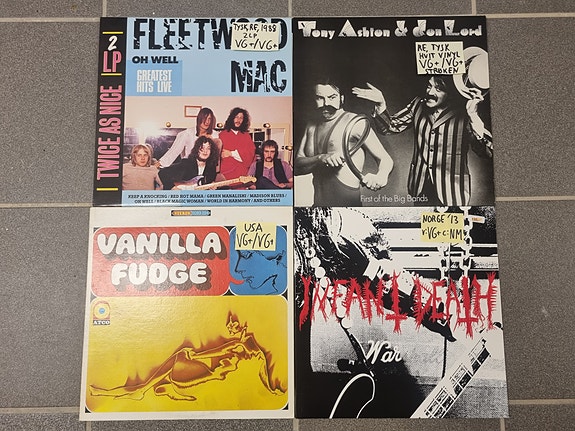 2 LP
TWICE AS NICE
FLEETWOOD
MAC
OH WELL
GREATEST
HITS LIVE
TYSK, RE, 1988
2LP
VG+/VG+
KEEP A KNOCKING / RED HOT MAMA / GREEN MANALISHI / MADISON BLUES
OH WELL / BLACK MAGIC WOMAN / WORLD IN HARMONY / AND OTHERS
Tony Ashton & Jon Lord
RE, TYSK
HVIT VINYL
VG+/VG+
STRØKEN
First of the Big Bands
STEREO
VANILLA
FUDGE
USA
VG+/VG+
ATCO
NORGE '13
V:VG+ C:NM
INFANT DEATH
War